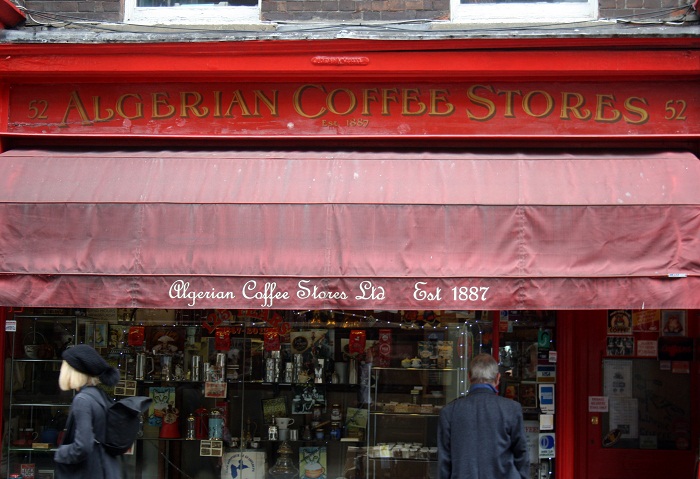 52 ALGERIAN COFFEE STORES 52
EST. 1887
Algerian Coffee Stores Ltd Est 1887